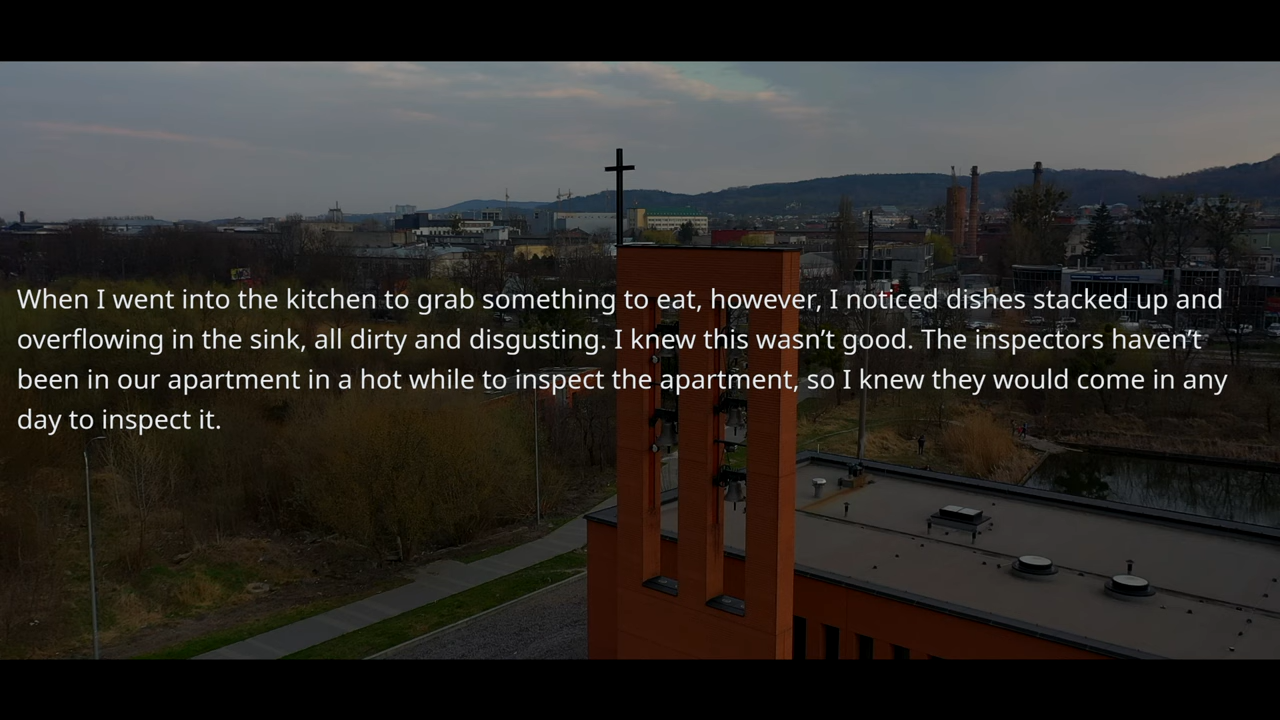 When I went into the kitchen to grab something to eat, however, I noticed dishes stacked up and
overflowing in the sink, all dirty and disgusting. I knew this wasn’t good. The inspectors haven’t
been in our apartment in a hot while to inspect the apartment, so I knew they would come in any
day to inspect it.